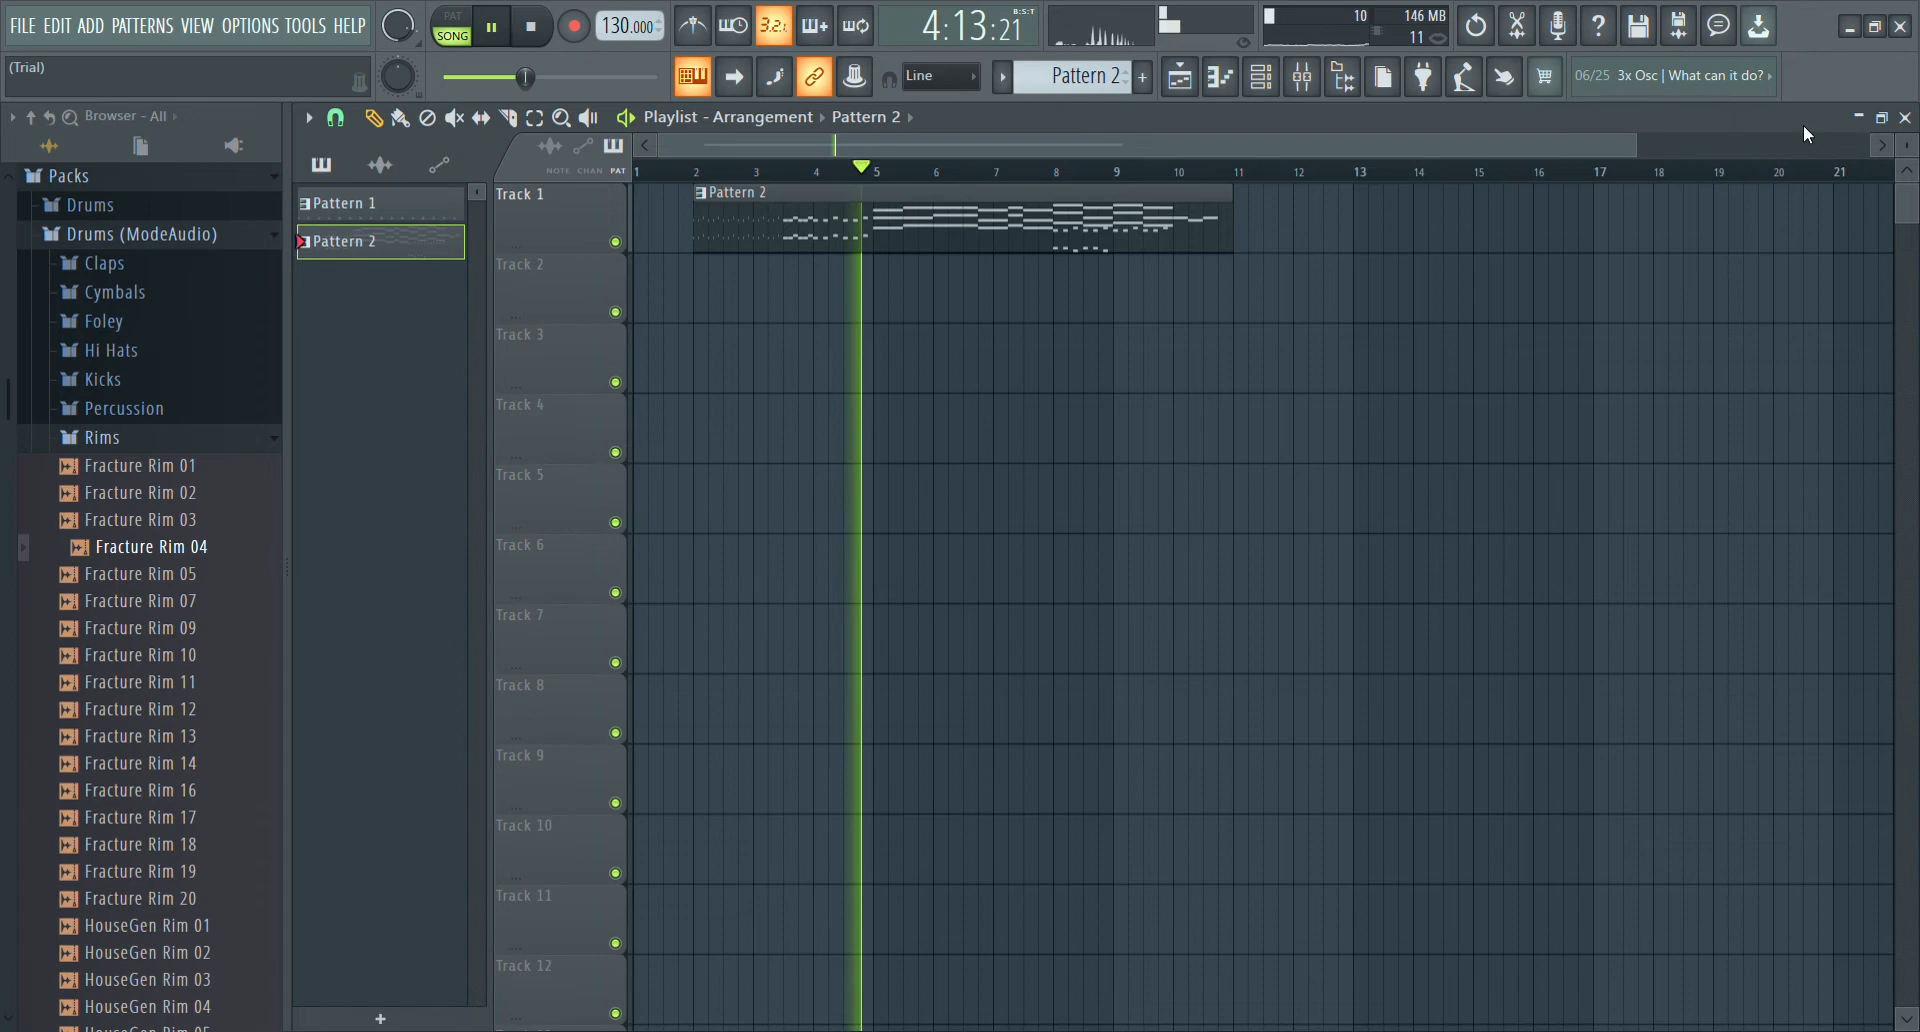 FILE EDIT ADD PATTERNS VIEW OPTIONS TOOLS HELP
PAT
SONG
130.000
3.2.
4:13:21
B:S:T
10
146 MB
11
(Trial)
Line
Pattern 2
06/25 3x Osc | What can it do?
Browser - All
Playlist - Arrangement › Pattern 2
NOTE CHAN PAT
1 2 3 4 5 6 7 8 9 10 11 12 13 14 15 16 17 18 19 20 21
Packs
Drums
Drums (ModeAudio)
Claps
Cymbals
Foley
Hi Hats
Kicks
Percussion
Rims
Fracture Rim 01
Fracture Rim 02
Fracture Rim 03
Fracture Rim 04
Fracture Rim 05
Fracture Rim 07
Fracture Rim 09
Fracture Rim 10
Fracture Rim 11
Fracture Rim 12
Fracture Rim 13
Fracture Rim 14
Fracture Rim 16
Fracture Rim 17
Fracture Rim 18
Fracture Rim 19
Fracture Rim 20
HouseGen Rim 01
HouseGen Rim 02
HouseGen Rim 03
HouseGen Rim 04
HouseGen Rim 05
Pattern 1
Pattern 2
Track 1
Pattern 2
Track 2
Track 3
Track 4
Track 5
Track 6
Track 7
Track 8
Track 9
Track 10
Track 11
Track 12